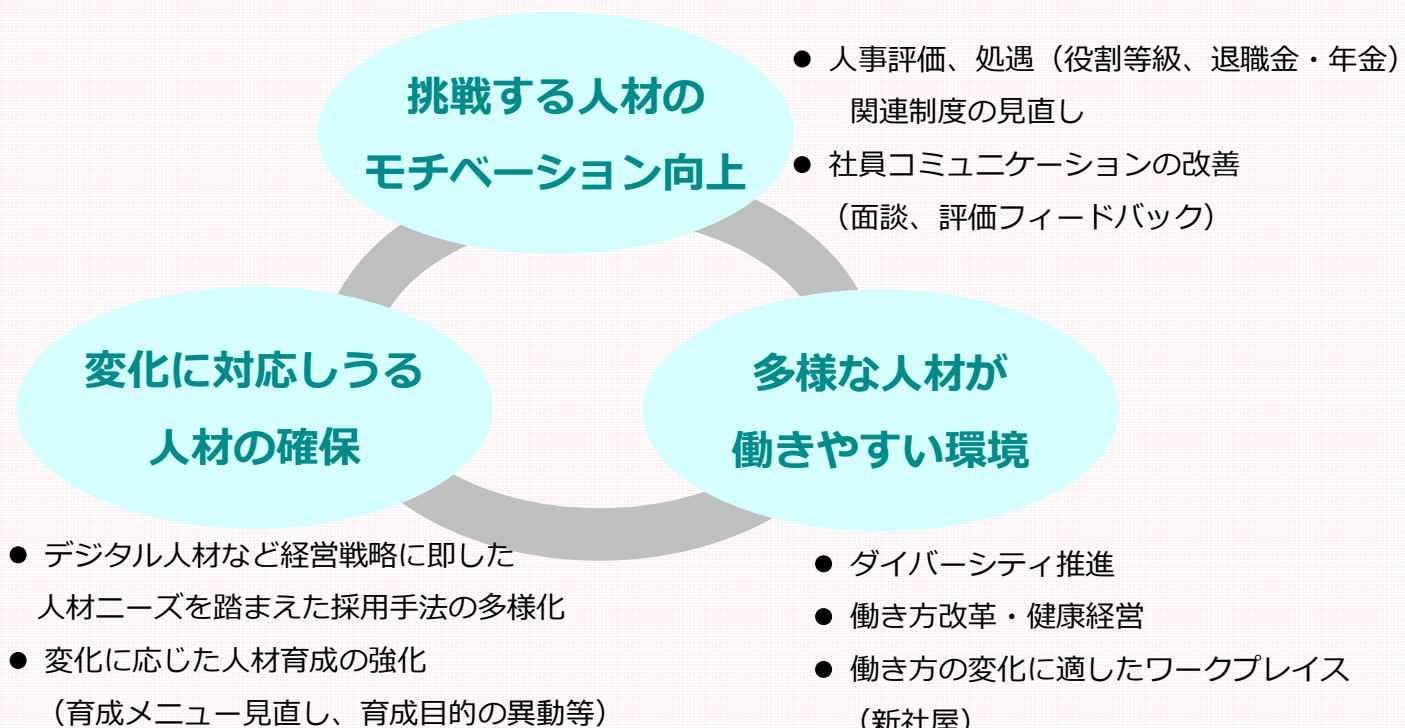 挑戦する人材の
モチベーション向上
● 人事評価、処遇（役割等級、退職金・年金）
関連制度の見直し
● 社員コミュニケーションの改善
（面談、評価フィードバック）
変化に対応しうる
人材の確保
多様な人材が
働きやすい環境
● デジタル人材など経営戦略に即した
人材ニーズを踏まえた採用手法の多様化
● 変化に応じた人材育成の強化
（育成メニュー見直し、育成目的の異動等）
● ダイバーシティ推進
● 働き方改革・健康経営
● 働き方の変化に適したワークプレイス
（新社屋）